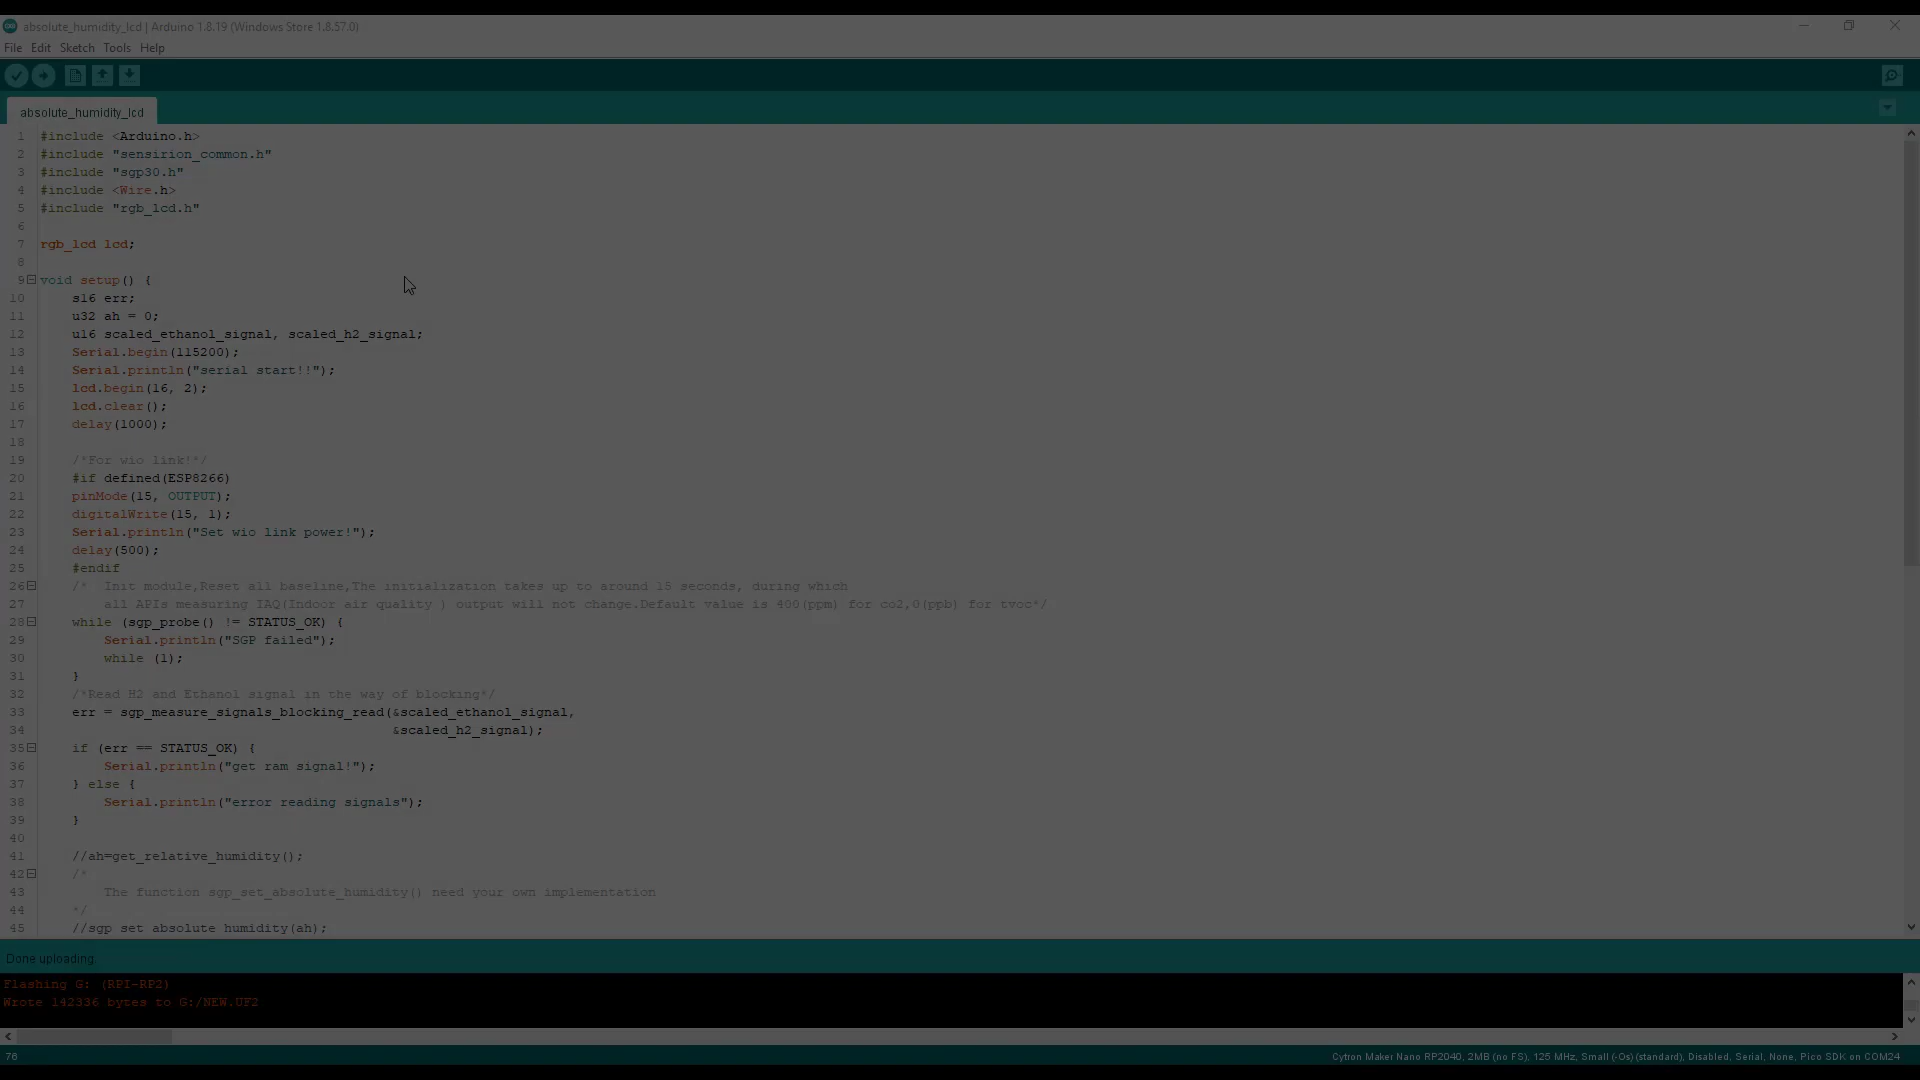 absolute_humidity_lcd | Arduino 1.8.19 (Windows Store 1.8.57.0)
File Edit Sketch Tools Help
absolute_humidity_lcd
1 #include <Arduino.h>
2 #include "sensirion_common.h"
3 #include "sgp30.h"
4 #include <Wire.h>
5 #include "rgb_lcd.h"
6
7 rgb_lcd lcd;
8
9 void setup() {
10 s16 err;
11 u32 ah = 0;
12 u16 scaled_ethanol_signal, scaled_h2_signal;
13 Serial.begin(115200);
14 Serial.println("serial start!!");
15 lcd.begin(16, 2);
16 lcd.clear();
17 delay(1000);
18
19 /*For wio link!*/
20 #if defined(ESP8266)
21 pinMode(15, OUTPUT);
22 digitalWrite(15, 1);
23 Serial.println("Set wio link power!");
24 delay(500);
25 #endif
26 /*  Init module,Reset all baseline,The initialization takes up to around 15 seconds, during which
27 all APIs measuring IAQ(Indoor air quality ) output will not change.Default value is 400(ppm) for co2,0(ppb) for tvoc*/
28 while (sgp_probe() != STATUS_OK) {
29 Serial.println("SGP failed");
30 while (1);
31 }
32 /*Read H2 and Ethanol signal in the way of blocking*/
33 err = sgp_measure_signals_blocking_read(&scaled_ethanol_signal,
34 &scaled_h2_signal);
35 if (err == STATUS_OK) {
36 Serial.println("get ram signal!");
37 } else {
38 Serial.println("error reading signals");
39 }
40
41 //ah=get_relative_humidity();
42 /*
43 The function sgp_set_absolute_humidity() need your own implementation
44 */
45 //sgp_set_absolute_humidity(ah);
Done uploading.
Flashing G: (RPI-RP2)
Wrote 142336 bytes to G:/NEW.UF2
76 Cytron Maker Nano RP2040, 2MB (no FS), 125 MHz, Small (-Os) (standard), Disabled, Serial, None, Pico SDK on COM24